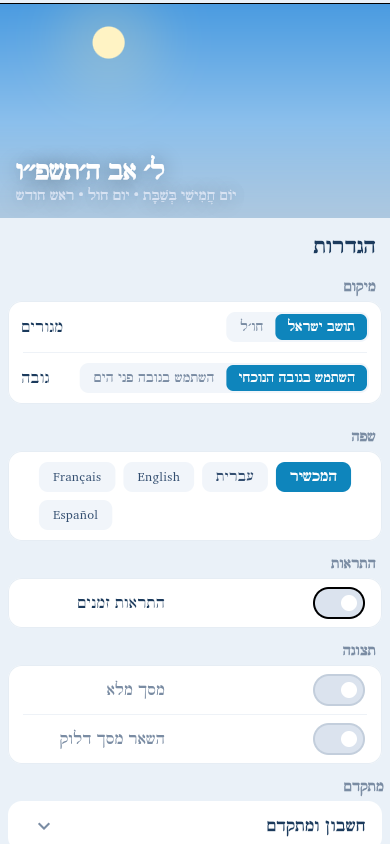 ל׳ אב ה׳תשפ״ו
יוֹם חֲמִישִׁי בְּשַׁבָּת • יום חול • ראש חודש
הגדרות
מיקום
מגורים תושב ישראל חו״ל
גובה השתמש בגובה הנוכחי השתמש בגובה פני הים
שפה
המכשיר עברית English Français
Español
התראות
התראות זמנים
תצוגה
מסך מלא
השאר מסך דלוק
מתקדם
חשבון ומתקדם